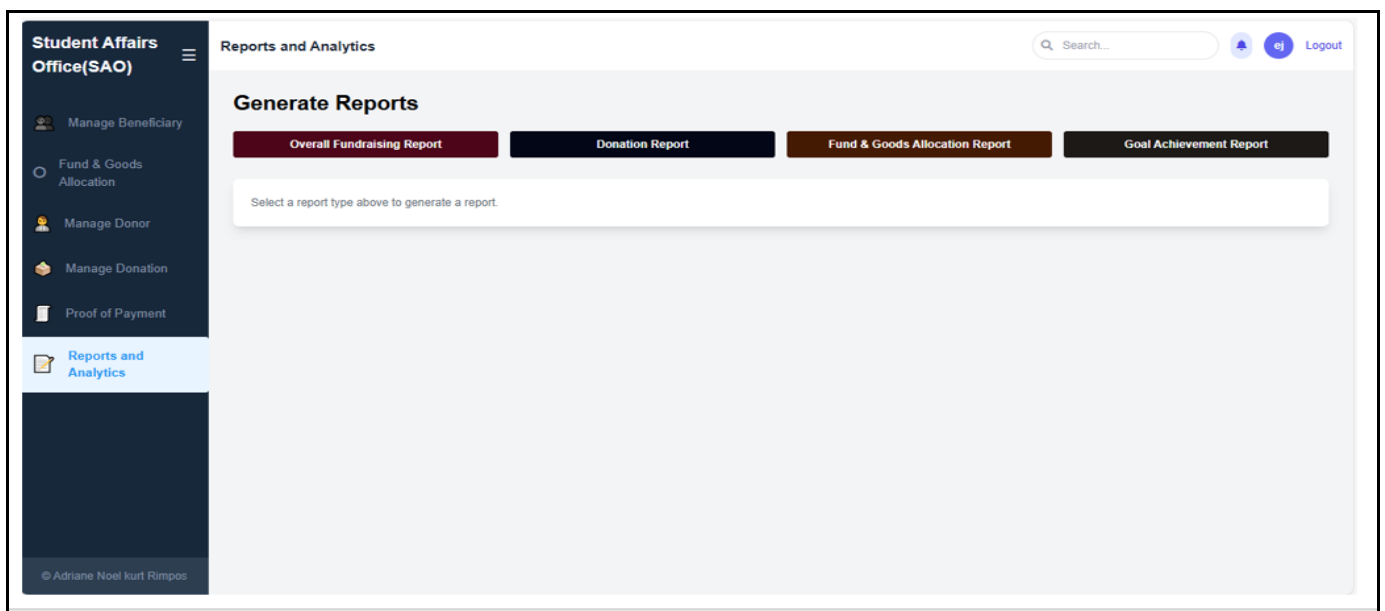 Student Affairs
Office(SAO)
Reports and Analytics
Search...
ej
Logout
Manage Beneficiary
Fund & Goods
Allocation
Manage Donor
Manage Donation
Proof of Payment
Reports and
Analytics
© Adriane Noel kurt Rimpos
Generate Reports
Overall Fundraising Report
Donation Report
Fund & Goods Allocation Report
Goal Achievement Report
Select a report type above to generate a report.